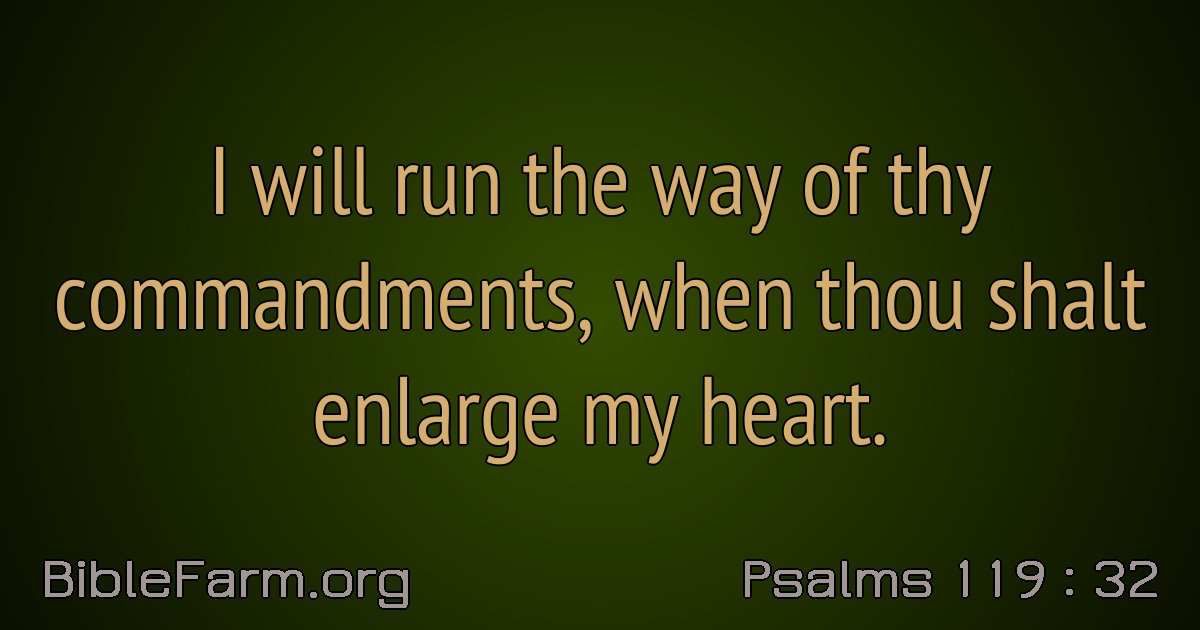 I will run the way of thy
commandments, when thou shalt
enlarge my heart.
BibleFarm.org
Psalms 119 : 32